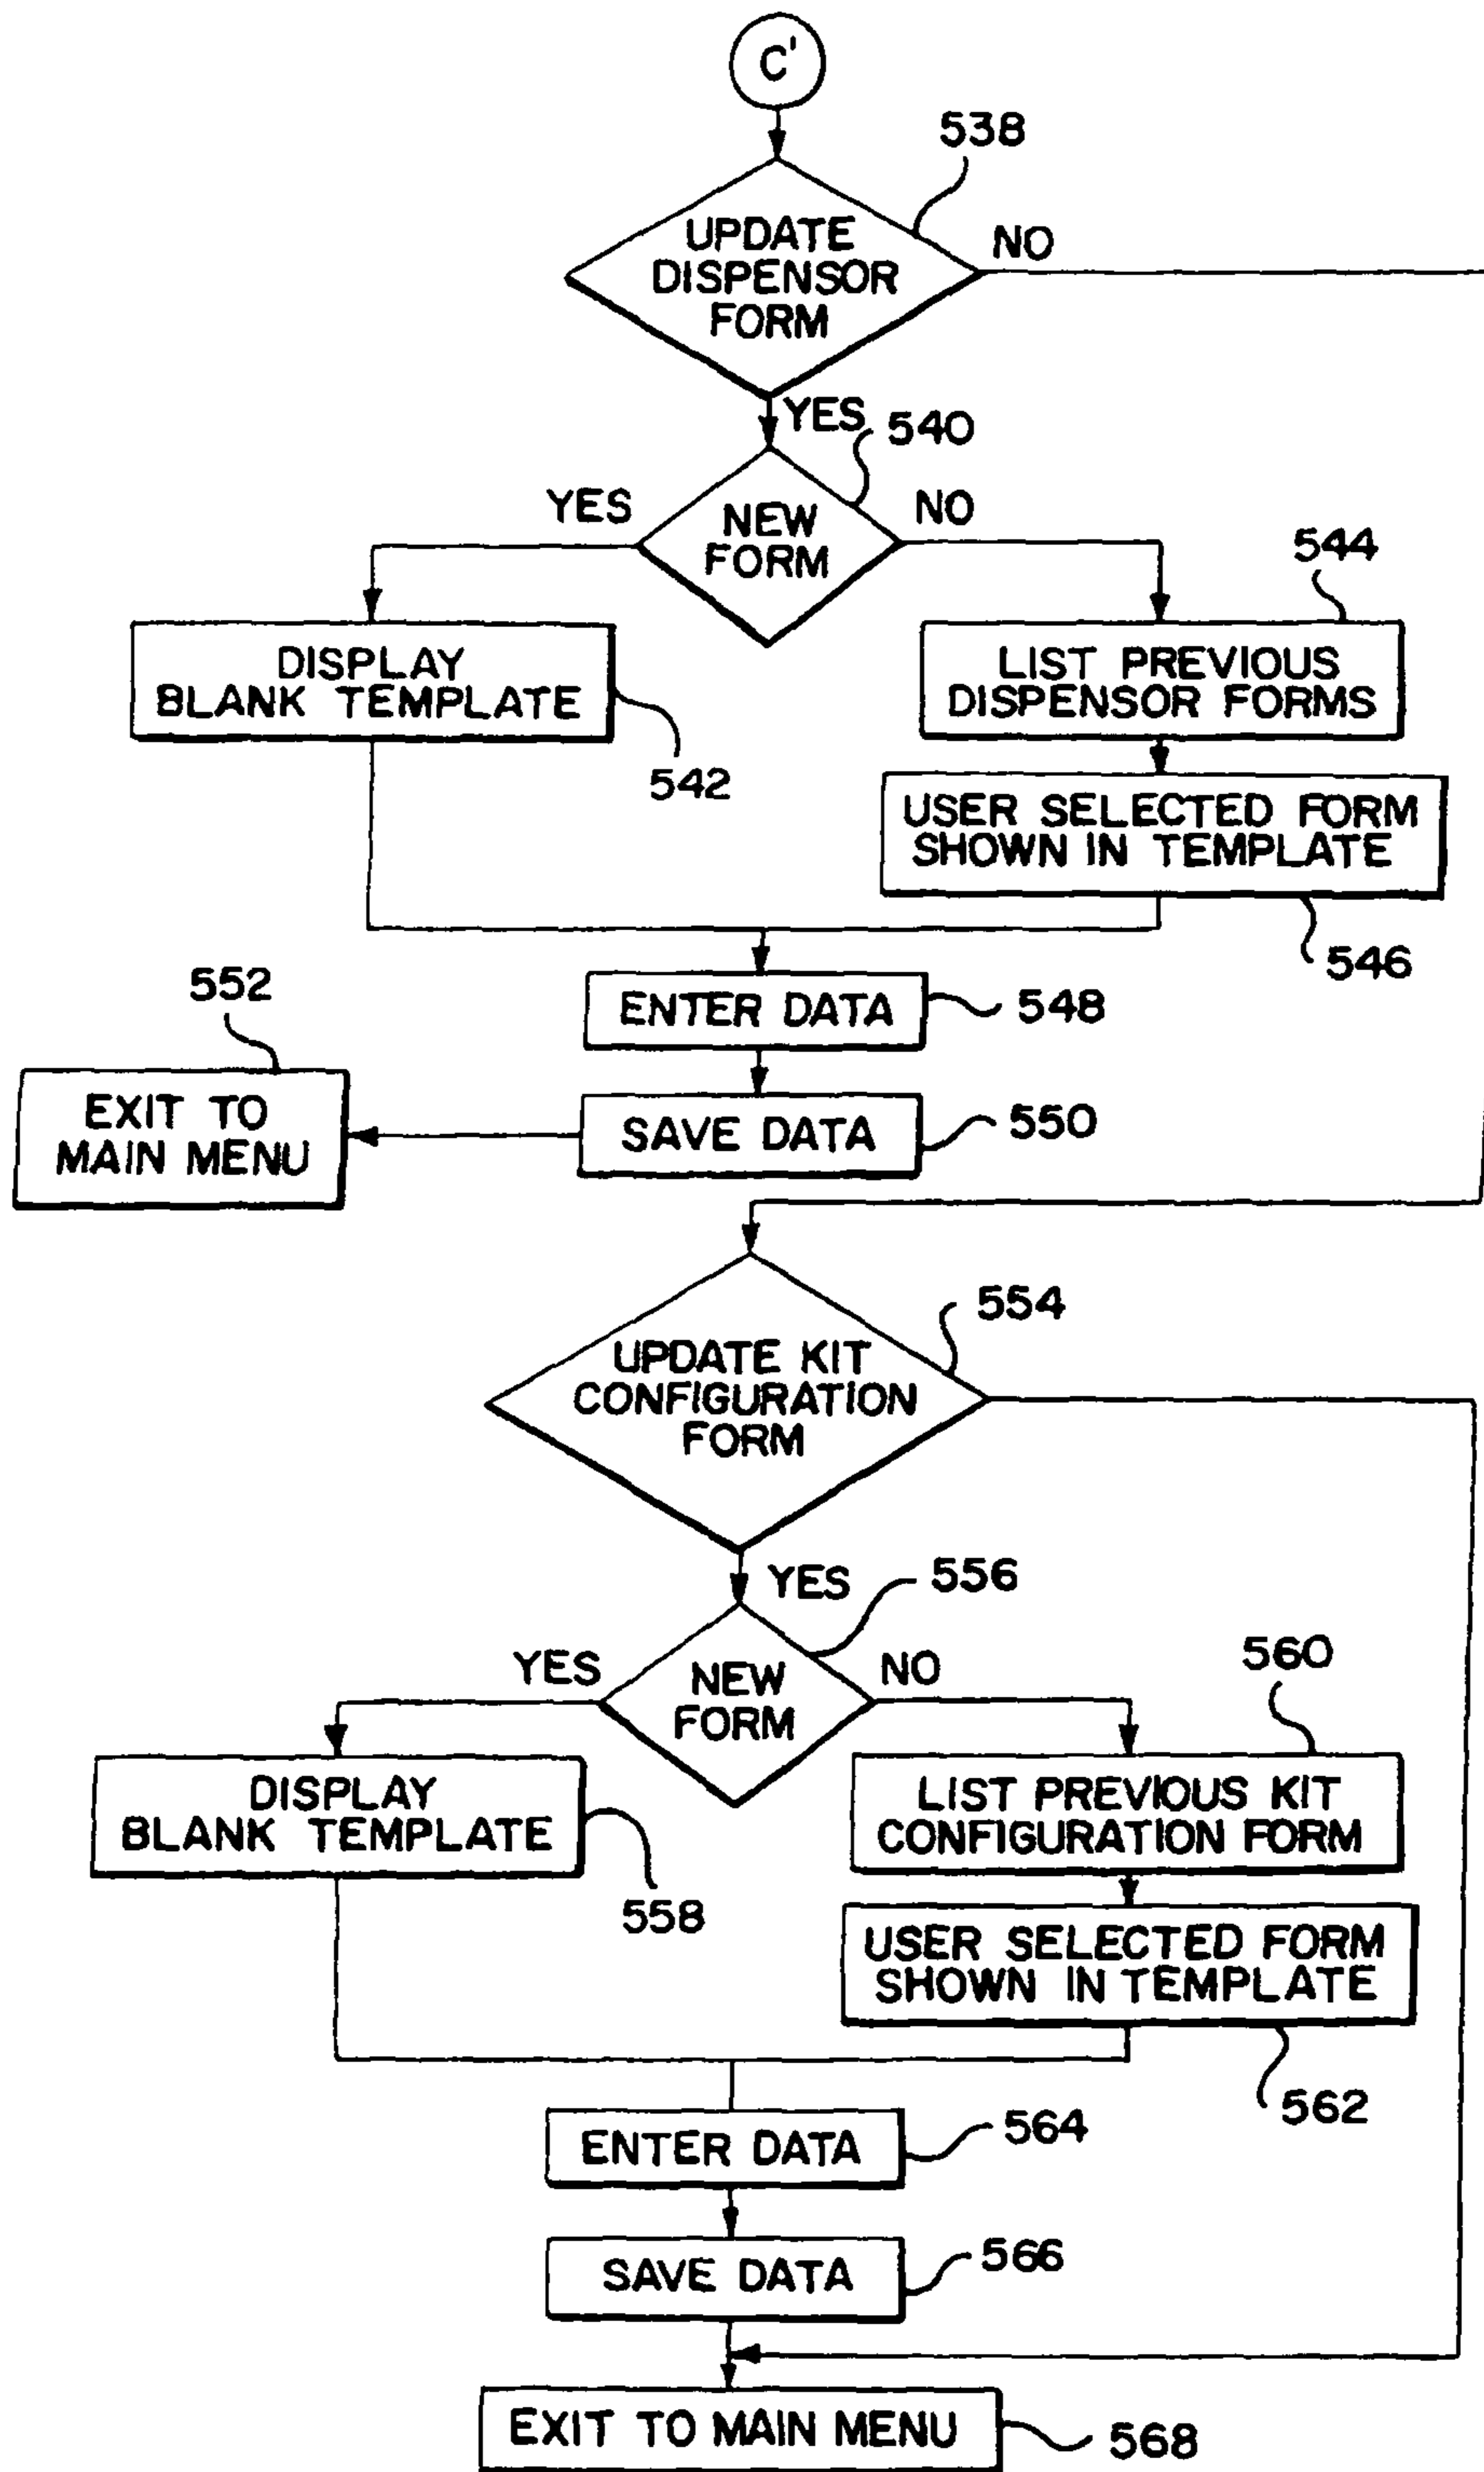 C'
538
UPDATE
DISPENSOR
FORM
NO
YES
540
YES
NEW
FORM
NO
544
DISPLAY
BLANK TEMPLATE
542
LIST PREVIOUS
DISPENSOR FORMS
USER SELECTED FORM
SHOWN IN TEMPLATE
546
552
ENTER DATA
548
EXIT TO
MAIN MENU
SAVE DATA
550
554
UPDATE KIT
CONFIGURATION
FORM
YES
556
YES
NEW
FORM
NO
560
DISPLAY
BLANK TEMPLATE
558
LIST PREVIOUS KIT
CONFIGURATION FORM
USER SELECTED FORM
SHOWN IN TEMPLATE
562
ENTER DATA
564
SAVE DATA
566
EXIT TO MAIN MENU
568